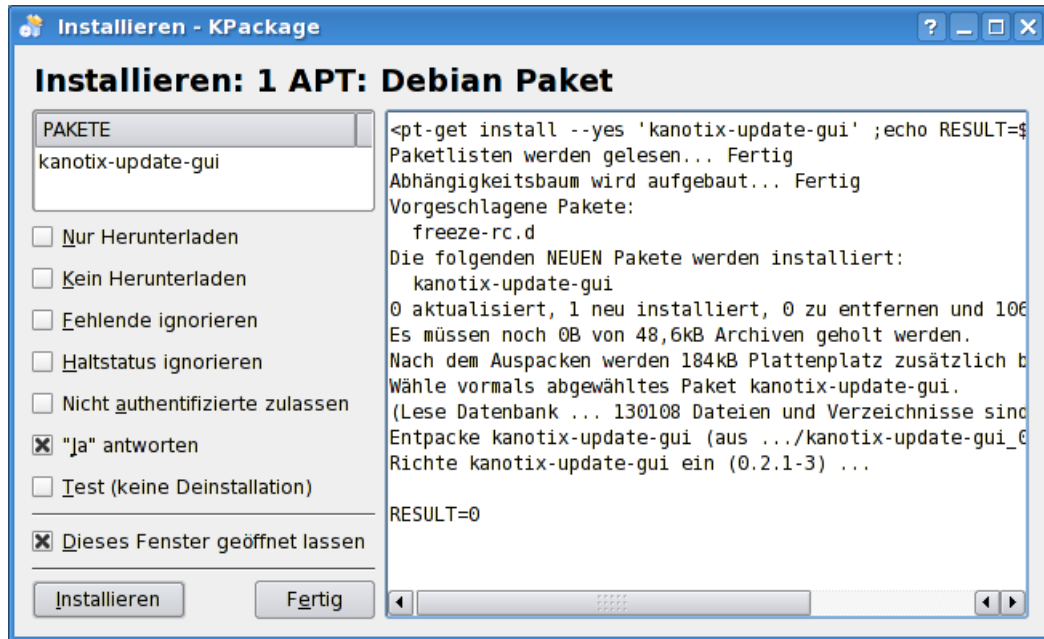 Installieren - KPackage
Installieren: 1 APT: Debian Paket
PAKETE
kanotix-update-gui
Nur Herunterladen
Kein Herunterladen
Fehlende ignorieren
Haltstatus ignorieren
Nicht authentifizierte zulassen
"Ja" antworten
Test (keine Deinstallation)
Dieses Fenster geöffnet lassen
Installieren
Fertig
<pt-get install --yes 'kanotix-update-gui' ;echo RESULT=$
Paketlisten werden gelesen... Fertig
Abhängigkeitsbaum wird aufgebaut... Fertig
Vorgeschlagene Pakete:
freeze-rc.d
Die folgenden NEUEN Pakete werden installiert:
kanotix-update-gui
0 aktualisiert, 1 neu installiert, 0 zu entfernen und 106
Es müssen noch 0B von 48,6kB Archiven geholt werden.
Nach dem Auspacken werden 184kB Plattenplatz zusätzlich b
Wähle vormals abgewähltes Paket kanotix-update-gui.
(Lese Datenbank ... 130108 Dateien und Verzeichnisse sind
Entpacke kanotix-update-gui (aus .../kanotix-update-gui_0
Richte kanotix-update-gui ein (0.2.1-3) ...
RESULT=0